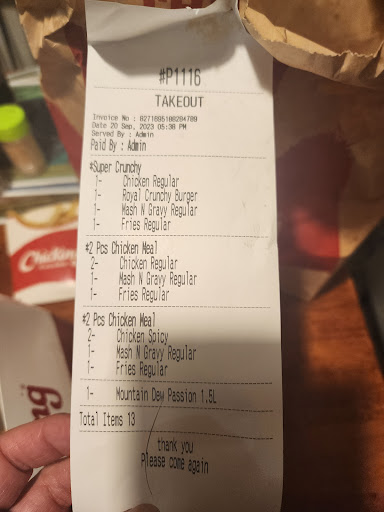 #P1116
TAKEOUT
Date 20 Sep, 2023 05:38 PM
Served By : Admin
Paid By : Admin
*Super Crunchy
1- Chicken Regular
1- Royal Crunchy Burger
1- Mash N Gravy Regular
1- Fries Regular
#2 Pcs Chicken Meal
2- Chicken Regular
1- Mash N Gravy Regular
1- Fries Regular
#2 Pcs Chicken Meal
2- Chicken Spicy
1- Mash N Gravy Regular
1- Fries Regular
1- Mountain Dew Passion 1.5L
Total Items 13
thank you
Please come again